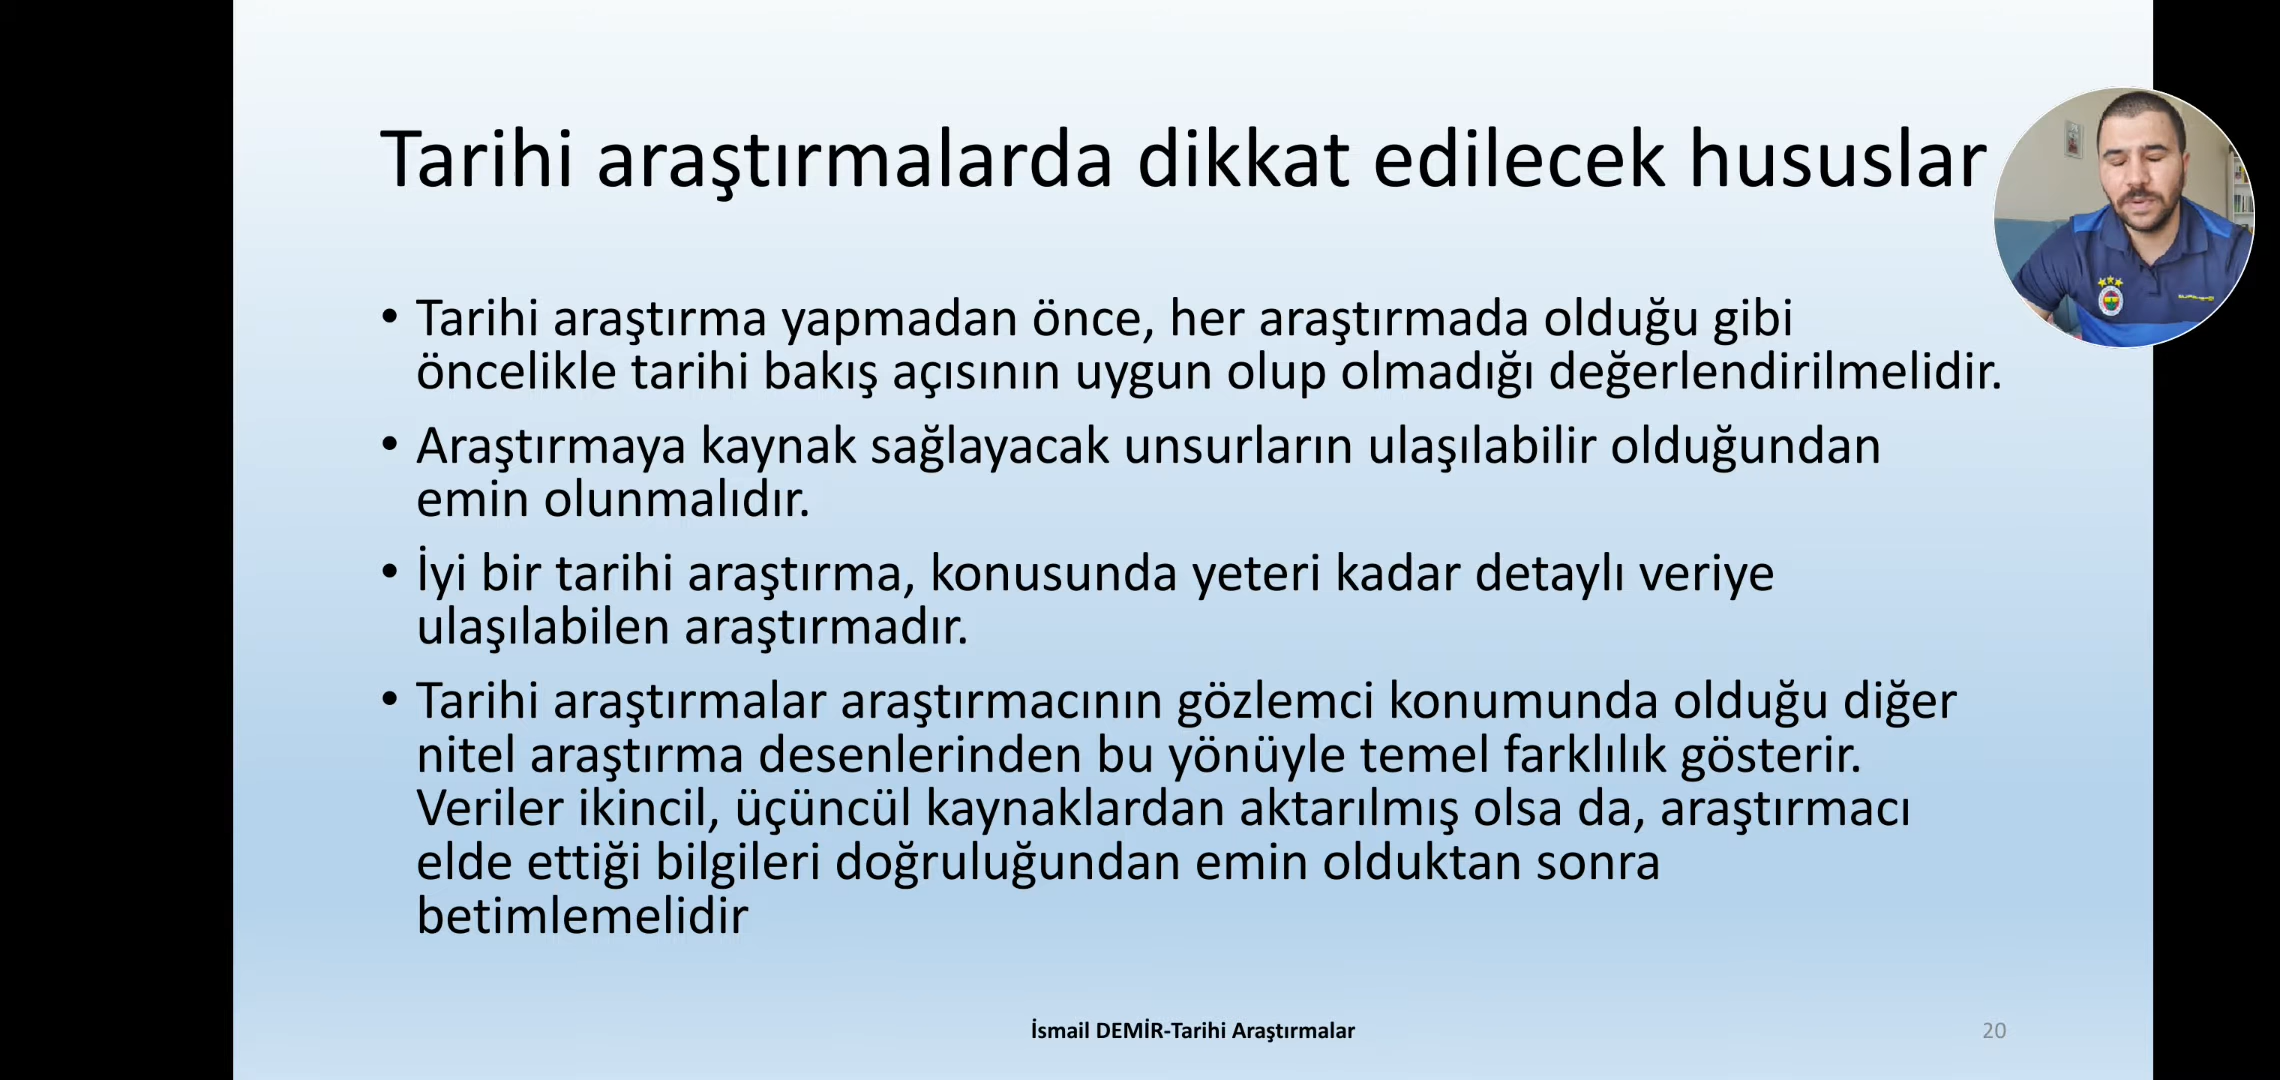 Tarihi araştırmalarda dikkat edilecek hususlar
• Tarihi araştırma yapmadan önce, her araştırmada olduğu gibi
öncelikle tarihi bakış açısının uygun olup olmadığı değerlendirilmelidir.
• Araştırmaya kaynak sağlayacak unsurların ulaşılabilir olduğundan
emin olunmalıdır.
• İyi bir tarihi araştırma, konusunda yeteri kadar detaylı veriye
ulaşılabilen araştırmadır.
• Tarihi araştırmalar araştırmacının gözlemci konumunda olduğu diğer
nitel araştırma desenlerinden bu yönüyle temel farklılık gösterir.
Veriler ikincil, üçüncül kaynaklardan aktarılmış olsa da, araştırmacı
elde ettiği bilgileri doğruluğundan emin olduktan sonra
betimlemelidir
İsmail DEMİR-Tarihi Araştırmalar
20